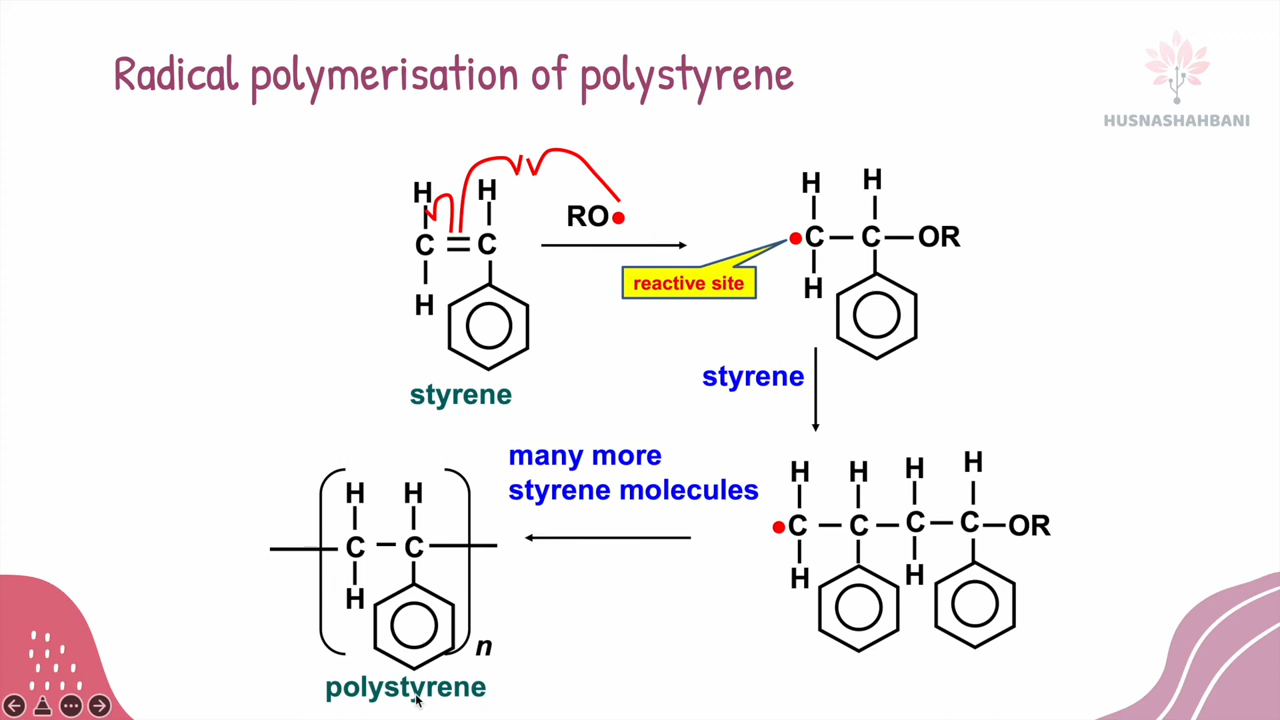 Radical polymerisation of polystyrene
HUSNASHAHBANI
H
H
RO•
C = C
H
styrene
reactive site
H
H
•C – C – OR
H
styrene
many more
styrene molecules
H
H
H
H
•C – C – C – C – OR
H
H
H
H
C – C
H
n
polystyrene